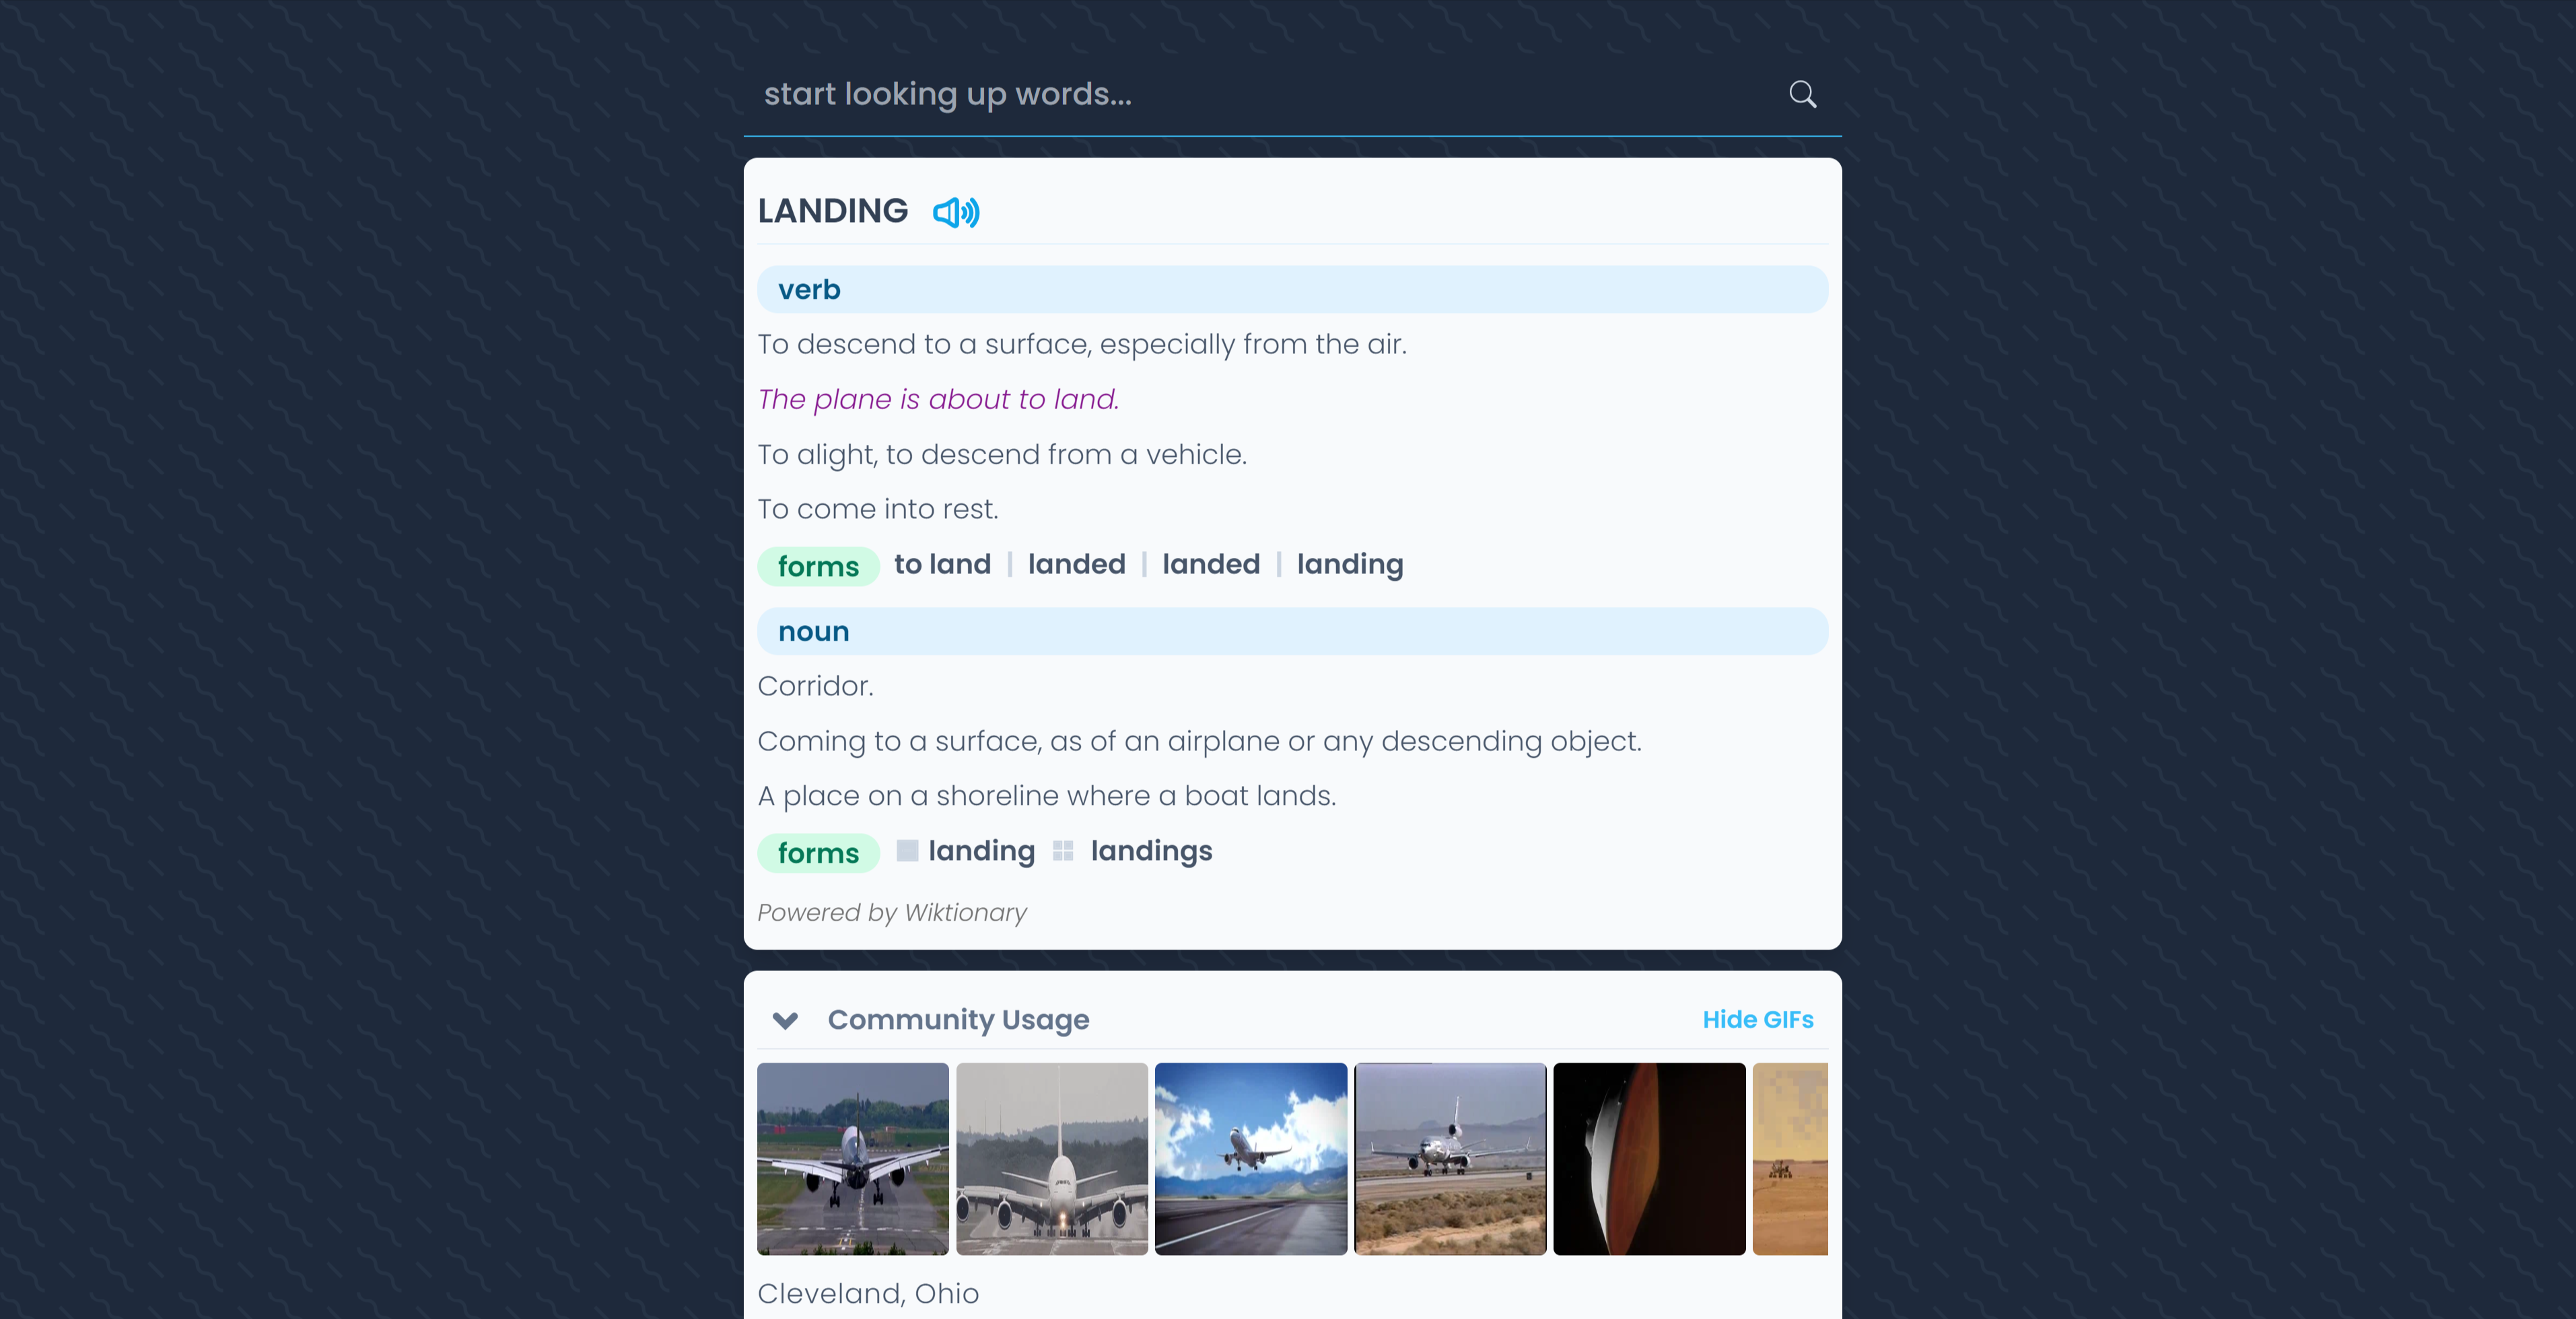 start looking up words...
LANDING
verb
To descend to a surface, especially from the air.
The plane is about to land.
To alight, to descend from a vehicle.
To come into rest.
forms to land | landed | landed | landing
noun
Corridor.
Coming to a surface, as of an airplane or any descending object.
A place on a shoreline where a boat lands.
forms landing landings
Powered by Wiktionary
Community Usage Hide GIFs
Cleveland, Ohio